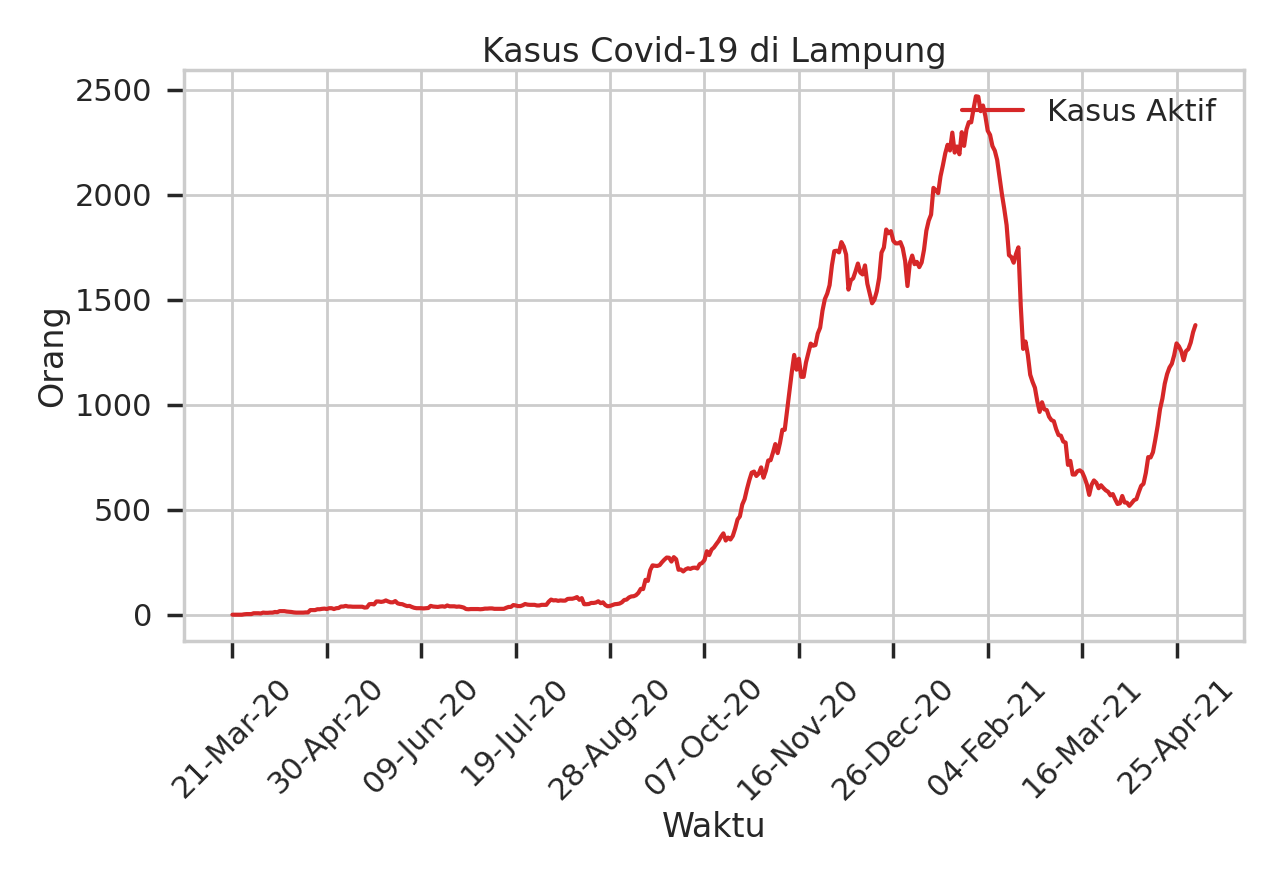 Kasus Covid-19 di Lampung
Kasus Aktif
2500
2000
1500
1000
500
0
Orang
21-Mar-20
30-Apr-20
09-Jun-20
19-Jul-20
28-Aug-20
07-Oct-20
16-Nov-20
26-Dec-20
04-Feb-21
16-Mar-21
25-Apr-21
Waktu